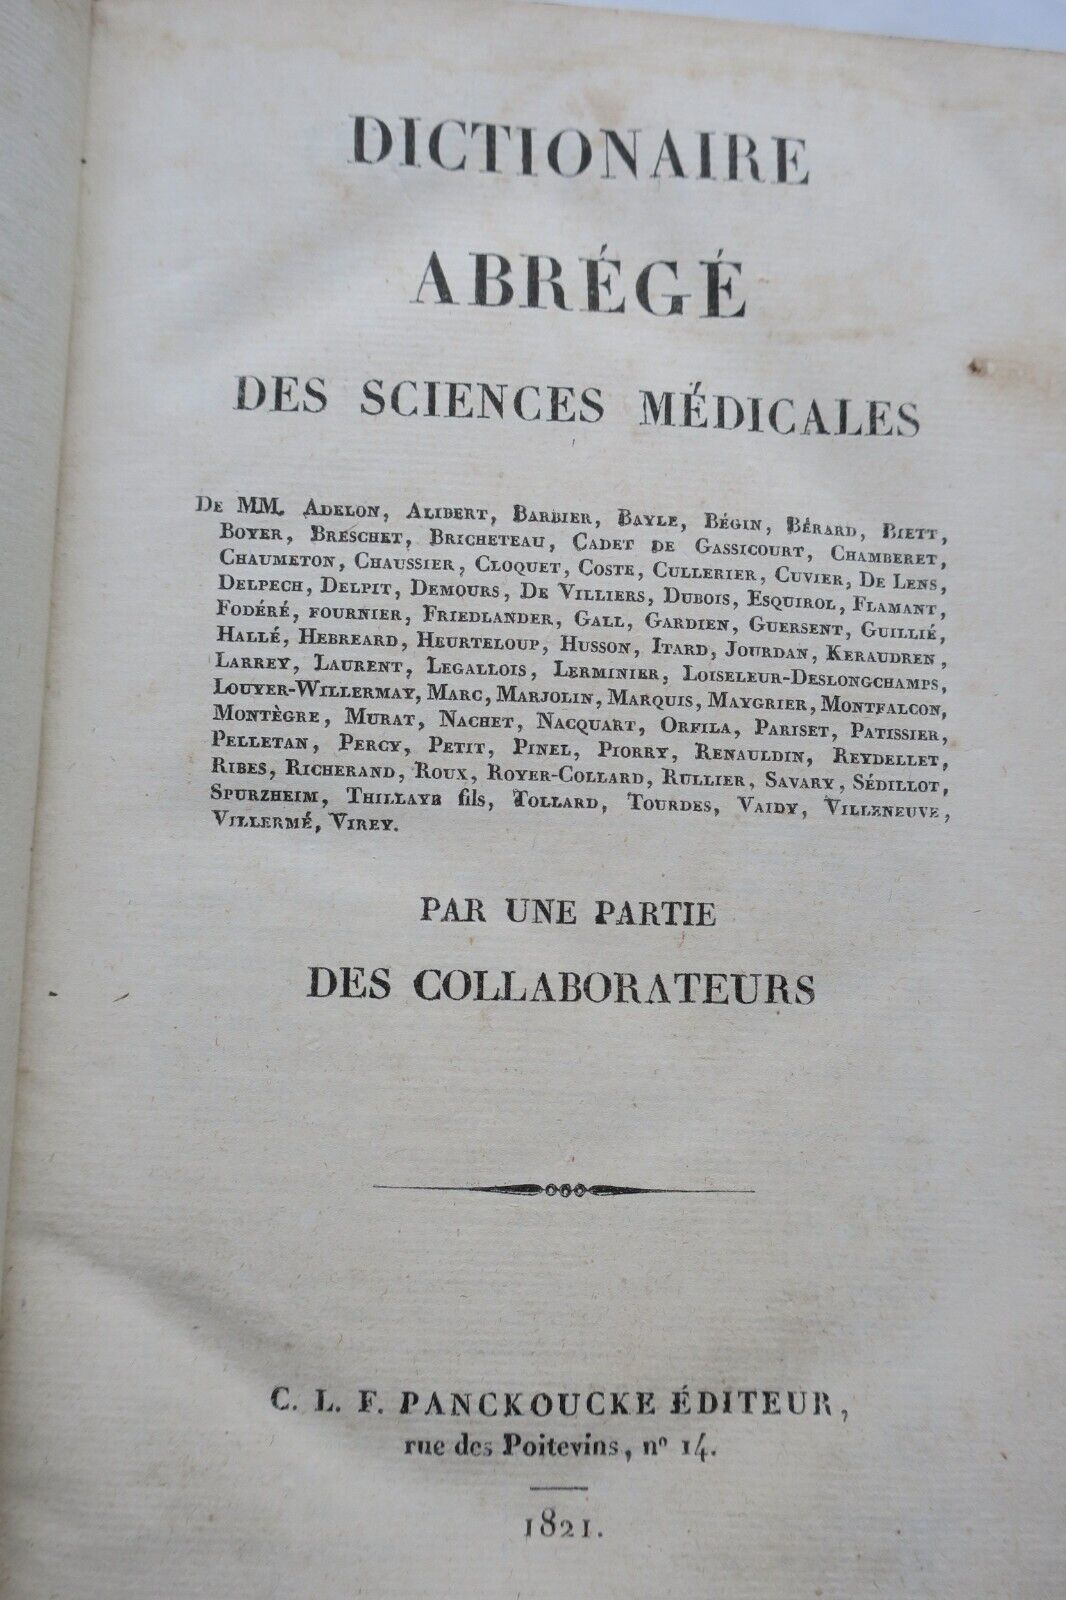 DICTIONAIRE
ABRÉGÉ
DES SCIENCES MÉDICALES
De MM. Adelon, Alibert, Barbier, Bayle, Bégin, Bérard, Biett,
Boyer, Breschet, Bricheteau, Cadet de Gassicourt, Chamberet,
Chaumeton, Chaussier, Cloquet, Coste, Cullerier, Cuvier, De Lens,
Delpech, Delpit, Demours, De Villiers, Dubois, Esquirol, Flamant,
Fodéré, fournier, Friedlander, Gall, Gardien, Guersent, Guillié,
Hallé, Hebreard, Heurteloup, Husson, Itard, Jourdan, Keraudren,
Larrey, Laurent, Legallois, Lerminier, Loiseleur-Deslongchamps,
Louyer-Willermay, Marc, Marjolin, Marquis, Maygrier, Montfalcon,
Montègre, Murat, Nachet, Nacquart, Orfila, Pariset, Patissier,
Pelletan, Percy, Petit, Pinel, Piorry, Renauldin, Reydellet,
Ribes, Richerand, Roux, Royer-Collard, Rullier, Savary, Sédillot,
Spurzheim, Thillaye fils, Tollard, Tourdes, Vaidy, Villeneuve,
Villermé, Virey.
PAR UNE PARTIE
DES COLLABORATEURS
C. L. F. PANCKOUCKE ÉDITEUR,
rue des Poitevins, nº 14.
1821.